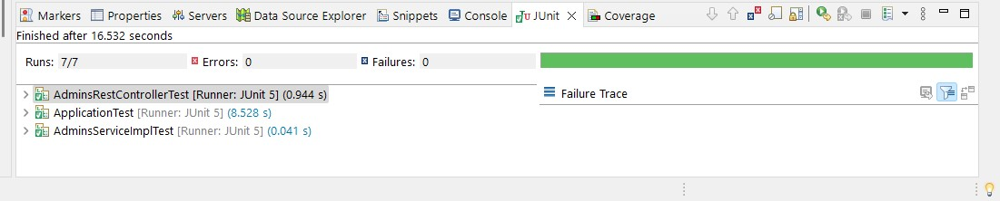 Markers Properties Servers Data Source Explorer Snippets Console JUnit Coverage
Finished after 16.532 seconds
Runs: 7/7 Errors: 0 Failures: 0
AdminsRestControllerTest [Runner: JUnit 5] (0.944 s) Failure Trace
ApplicationTest [Runner: JUnit 5] (8.528 s)
AdminsServiceImplTest [Runner: JUnit 5] (0.041 s)